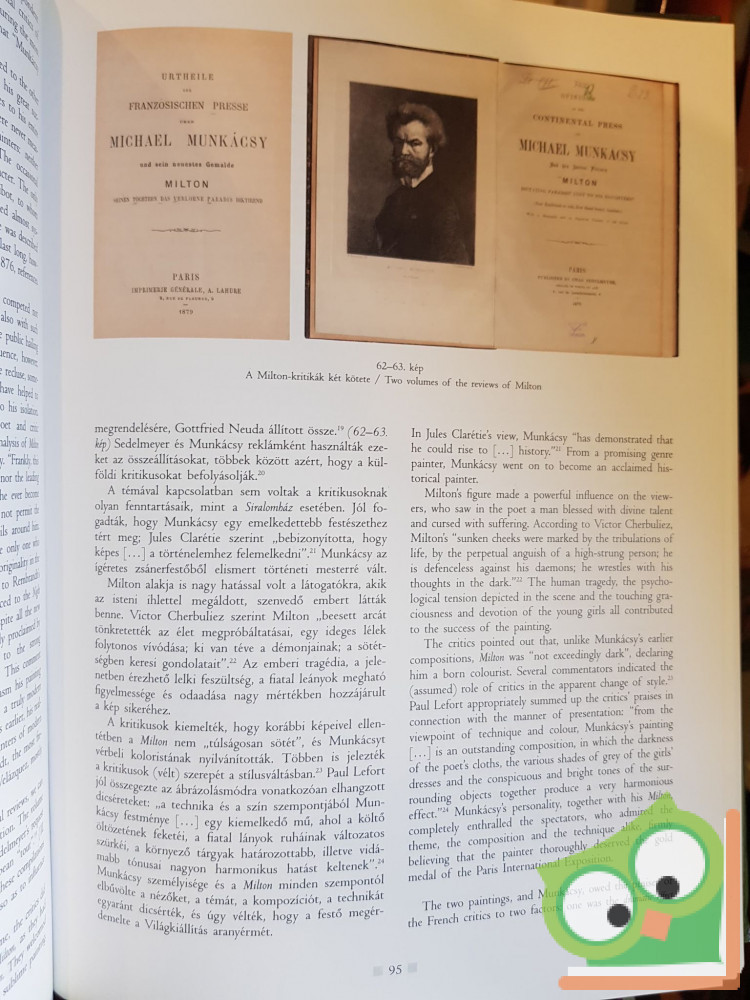 URTHEILE
DER
FRANZOSISCHEN PRESSE
ÜBER
MICHAEL MUNKÁCSY
und sein neuestes Gemalde
MILTON
PARIS
IMPRIMERIE GÉNÉRALE, A. LAHURE
1879
CONTINENTAL PRESS
MICHAEL MUNKACSY
"MILTON
PARIS
62–63. kép
A Milton-kritikák két kötete / Two volumes of the reviews of Milton
megrendelésére, Gottfried Neuda állított össze.19 (62–63.
kép) Sedelmeyer és Munkácsy reklámként használták eze-
ket az összeállításokat, többek között azért, hogy a kül-
földi kritikusokat befolyásolják.20
A témával kapcsolatban sem voltak a kritikusoknak
olyan fenntartásaik, mint a Siralomház esetében. Jól fo-
gadták, hogy Munkácsy egy emelkedettebb festészethez
tért meg; Jules Clarétie szerint „bebizonyította, hogy
képes […] a történelemhez felemelkedni”.21 Munkácsy az
ígéretes zsánerfestőből elismert történeti mesterré vált.
Milton alakja is nagy hatással volt a látogatókra, akik
az isteni ihlettel megáldott, szenvedő embert látták
benne. Victor Cherbuliez szerint Milton „beesett arcát
tönkretették az élet megpróbáltatásai, egy ideges lélek
folytonos vívódása; ki van téve a démonjainak; a sötét-
ségben keresi gondolatait”.22 Az emberi tragédia, a jele-
netben érezhető lelki feszültség, a fiatal leányok megható
figyelmessége és odaadása nagy mértékben hozzájárult
a kép sikeréhez.
A kritikusok kiemelték, hogy korábbi képeivel ellen-
tétben a Milton nem „túlságosan sötét”, és Munkácsyt
vérbeli koloristának nyilvánították. Többen is jelezték
a kritikusok (vélt) szerepét a stílusváltásban.23 Paul Lefort
jól összegezte az ábrázolásmódra vonatkozóan elhangzott
dicséreteket: „a technika és a szín szempontjából Mun-
kácsy festménye […] egy kiemelkedő mű, ahol a költő
öltözetének feketéi, a fiatal lányok ruháinak változatos
szürkéi, a környező tárgyak határozottabb, illetve vidá-
mabb tónusai nagyon harmonikus hatást keltenek”.24
Munkácsy személyisége és a Milton minden szempontól
elbűvölte a nézőket, a témát, a kompozíciót, a technikát
egyaránt dicsérték, és úgy vélték, hogy a festő megér-
demelte a Világkiállítás aranyérmét.
In Jules Clarétie's view, Munkácsy "has demonstrated that
he could rise to […] history."21 From a promising genre
painter, Munkácsy went on to become an acclaimed his-
torical painter.
Milton's figure made a powerful influence on the view-
ers, who saw in the poet a man blessed with divine talent
and cursed with suffering. According to Victor Cherbuliez,
Milton's "sunken cheeks were marked by the tribulations of
life, by the perpetual anguish of a high-strung person; he
is defenceless against his daemons; he wrestles with his
thoughts in the dark."22 The human tragedy, the psycho-
logical tension depicted in the scene and the touching gra-
ciousness and devotion of the young girls all contributed
to the success of the painting.
The critics pointed out that, unlike Munkácsy's earlier
compositions, Milton was "not exceedingly dark", declaring
him a born colourist. Several commentators indicated the
(assumed) role of critics in the apparent change of style.23
Paul Lefort appropriately summed up the critics' praises in
connection with the manner of presentation: "from the
viewpoint of technique and colour, Munkácsy's painting
[…] is an outstanding composition, in which the darkness
of the poet's cloths, the various shades of grey of the girls'
dresses and the conspicuous and bright tones of the sur-
rounding objects together produce a very harmonious
effect."24 Munkácsy's personality, together with his Milton,
completely enthralled the spectators, who admired the
theme, the composition and the technique alike, firmly
believing that the painter thoroughly deserved the gold
medal of the Paris International Exposition.
The two paintings, and Munkácsy, owed the
the French critics to two factors: one was the
95